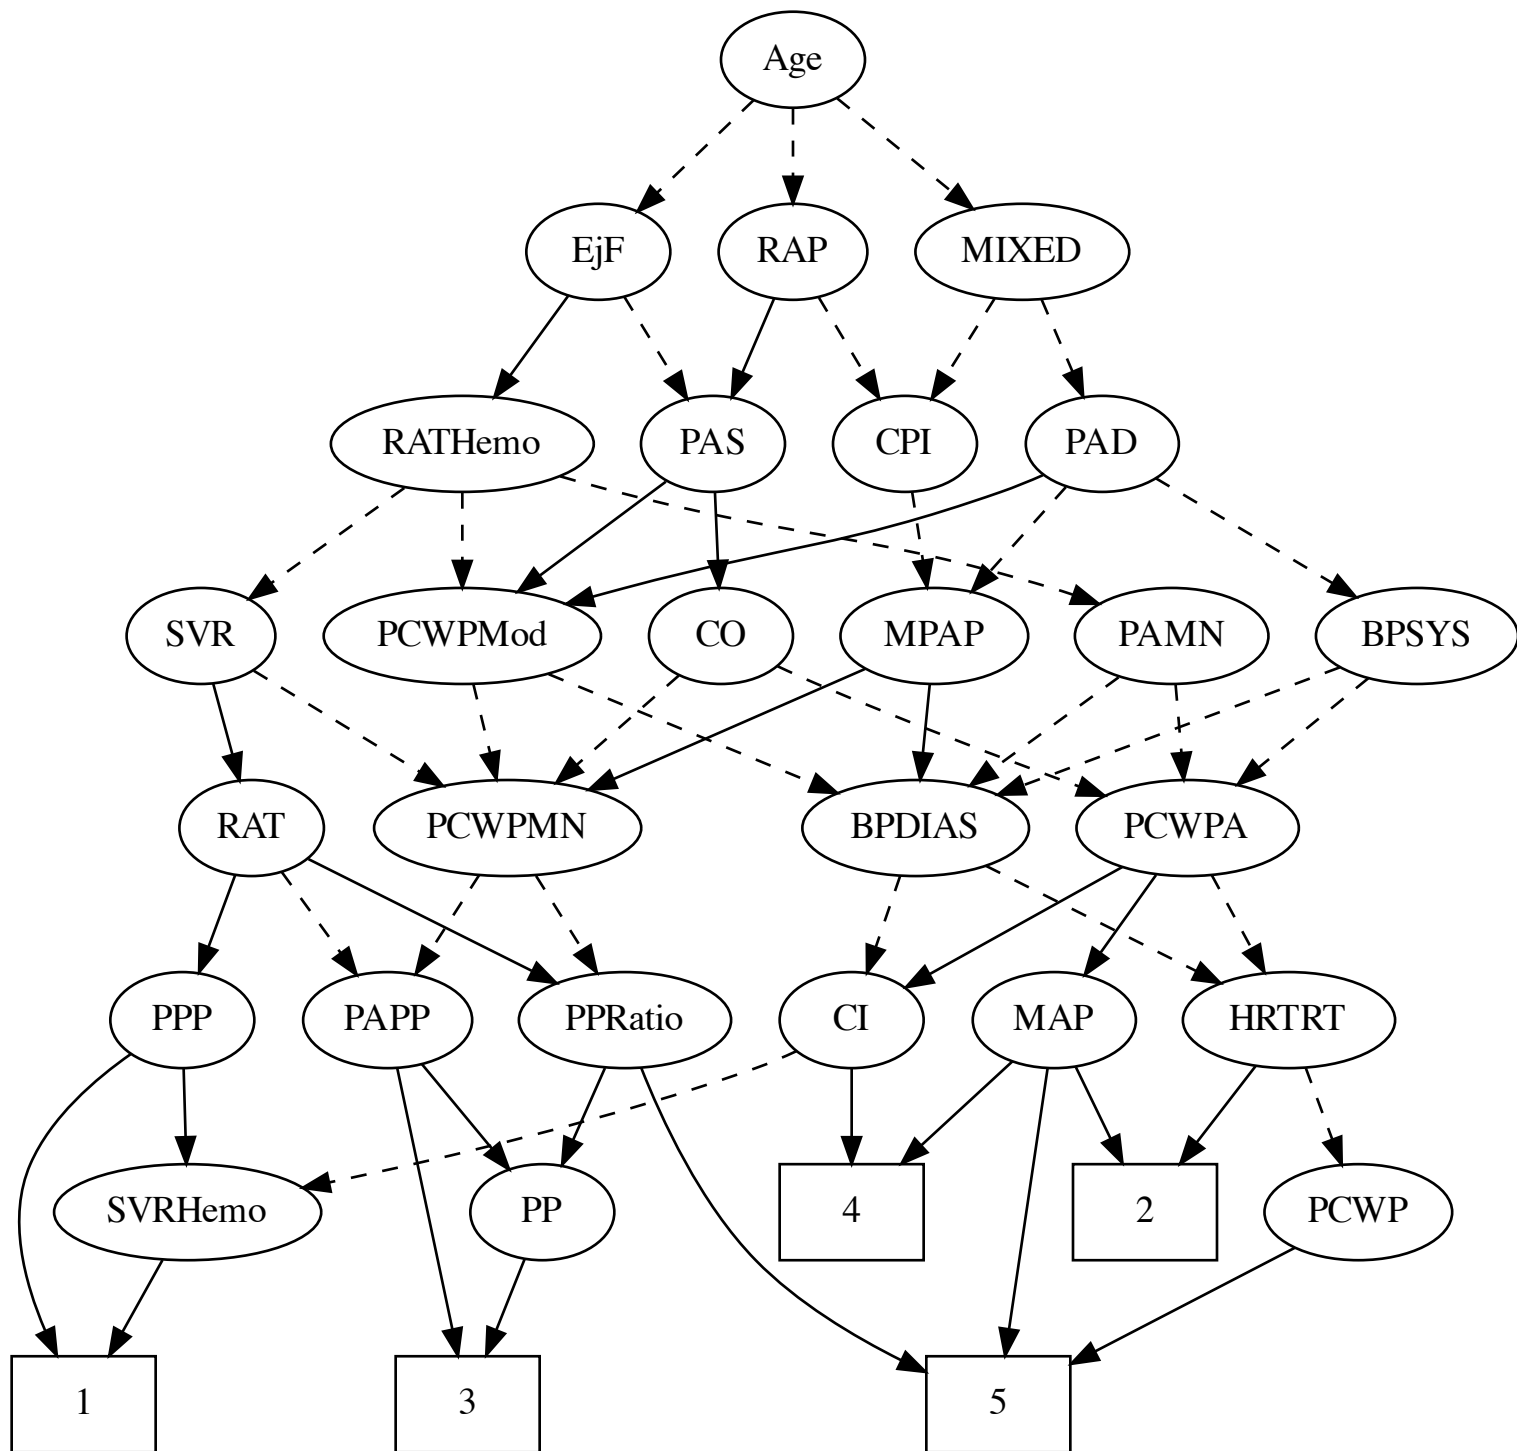 Age
EjF
RAP
MIXED
RATHemo
PAS
CPI
PAD
SVR
PCWPMod
CO
MPAP
PAMN
BPSYS
RAT
PCWPMN
BPDIAS
PCWPA
PPP
PAPP
PPRatio
CI
MAP
HRTRT
SVRHemo
PP
4
2
PCWP
1
3
5